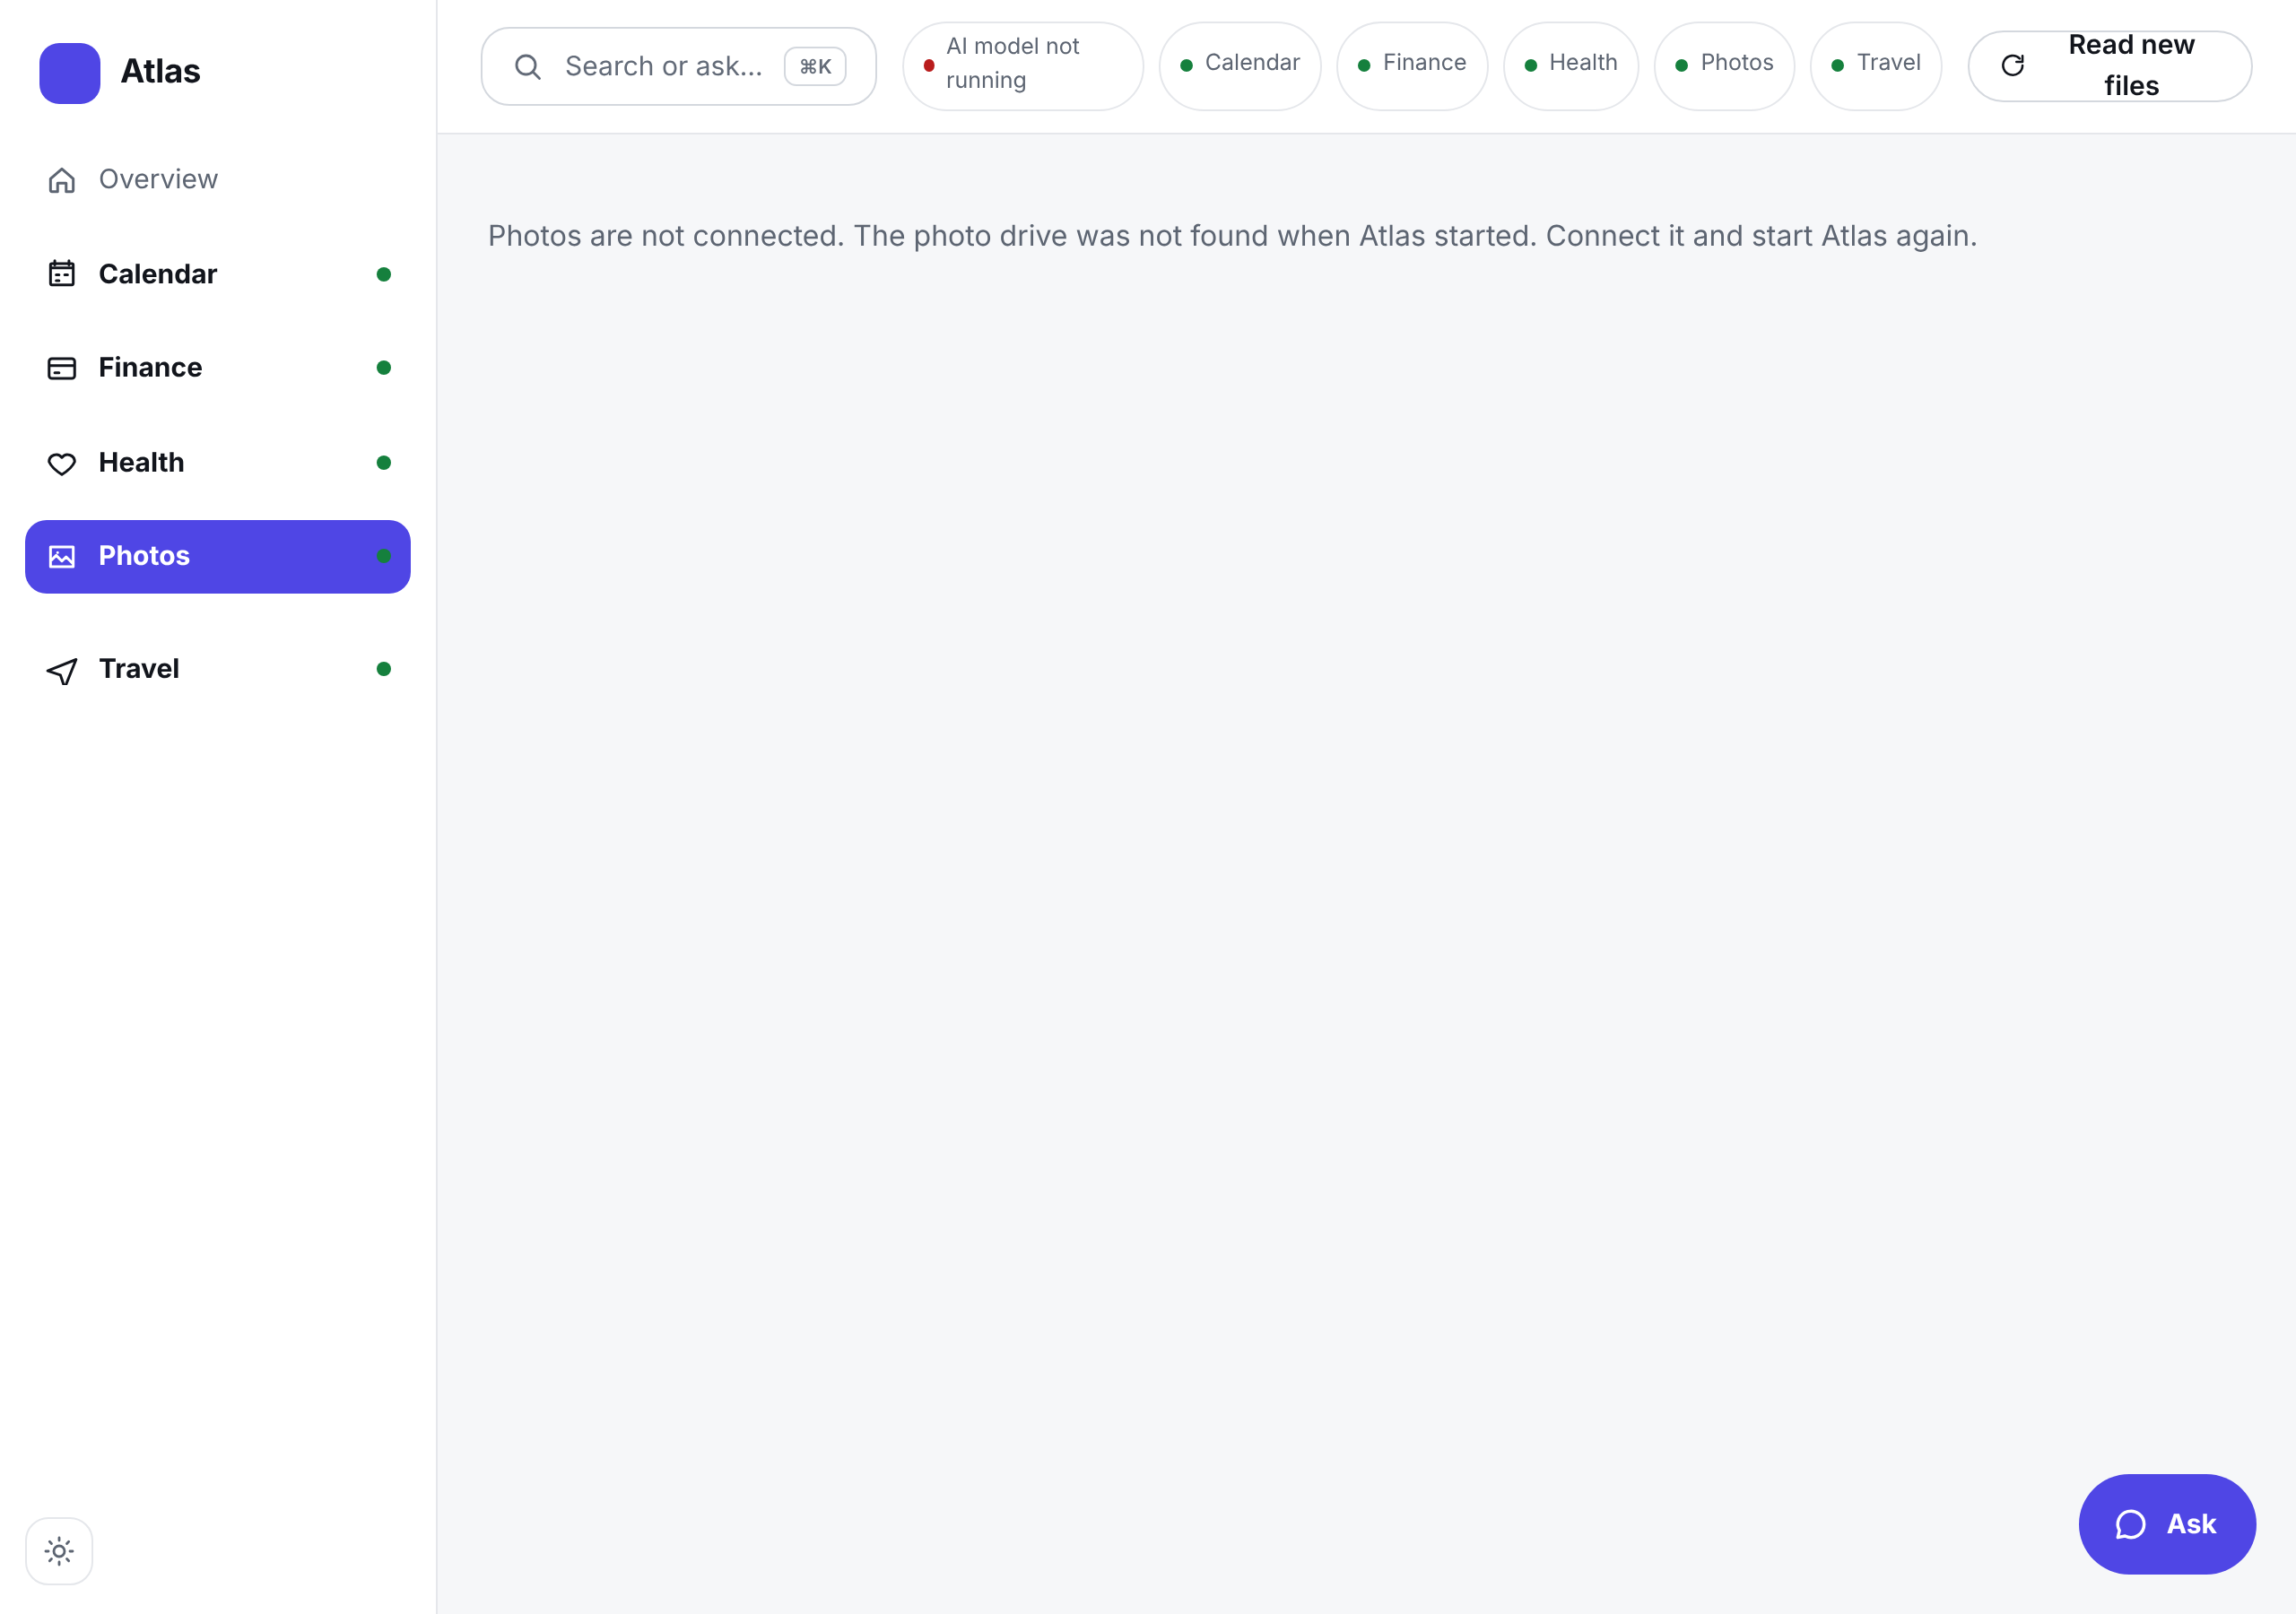 Atlas
Overview
Calendar
Finance
Health
Photos
Travel
Search or ask... ⌘K
AI model not
running
Calendar
Finance
Health
Photos
Travel
Read new
files
Photos are not connected. The photo drive was not found when Atlas started. Connect it and start Atlas again.
Ask